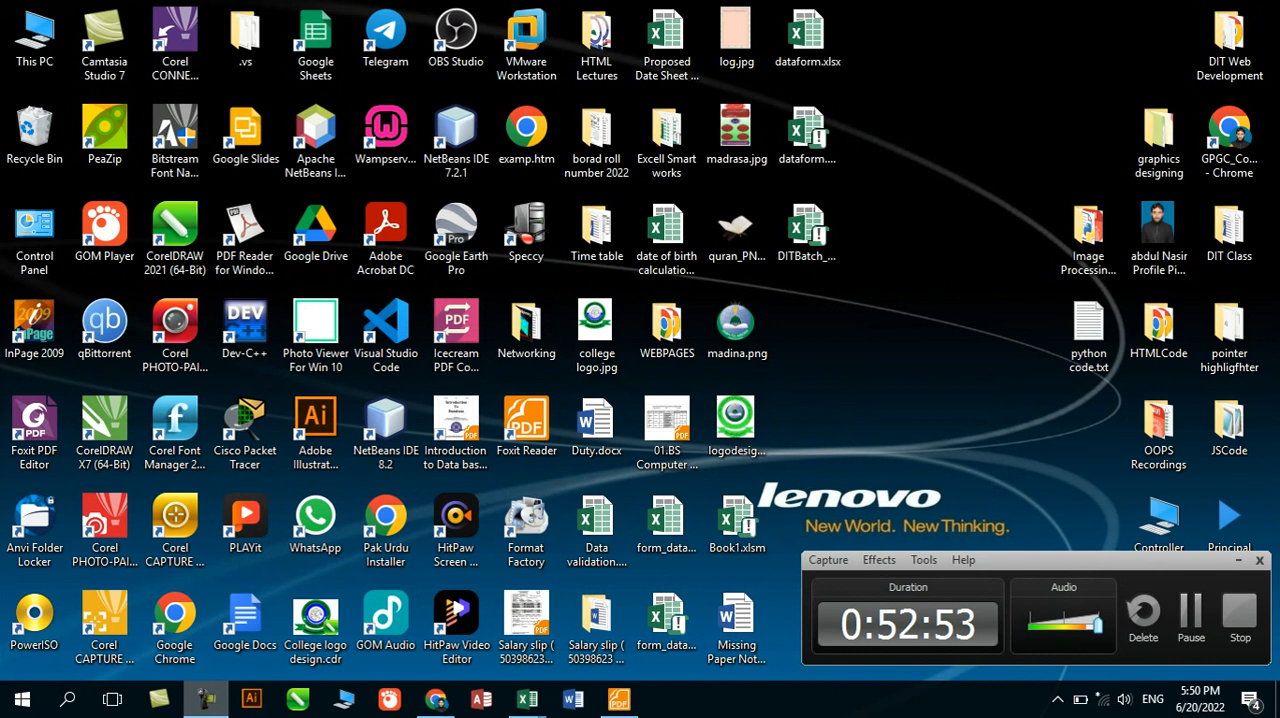 This PC
Camtasia Studio 7
Corel CONNE...
.vs
Google Sheets
Telegram
OBS Studio
VMware Workstation
HTML Lectures
Proposed Date Sheet ...
log.jpg
dataform.xlsx
DIT Web Development
Recycle Bin
PeaZip
Bitstream Font Na...
Google Slides
Apache NetBeans I...
Wampserv...
NetBeans IDE 7.2.1
examp.htm
borad roll number 2022
Excell Smart works
madrasa.jpg
dataform....
graphics designing
GPGC_Co... - Chrome
Control Panel
GOM Player
CorelDRAW 2021 (64-Bit)
PDF Reader for Windo...
Google Drive
Adobe Acrobat DC
Google Earth Pro
Speccy
Time table
date of birth calculatio...
quran_PN...
DITBatch_...
Image Processin...
abdul Nasir Profile Pi...
DIT Class
InPage 2009
qBittorrent
Corel PHOTO-PAI...
Dev-C++
Photo Viewer For Win 10
Visual Studio Code
Icecream PDF Co...
Networking
college logo.jpg
WEBPAGES
madina.png
python code.txt
HTMLCode
pointer highlighter
Foxit PDF Editor
CorelDRAW X7 (64-Bit)
Corel Font Manager 2...
Cisco Packet Tracer
Adobe Illustrat...
NetBeans IDE 8.2
Introduction to Data bas...
Foxit Reader
Duty.docx
01.BS Computer ...
logodesig...
OOPS Recordings
JSCode
lenovo
New World. New Thinking.
Anvi Folder Locker
Corel PHOTO-PAI...
Corel CAPTURE ...
PLAYit
WhatsApp
Pak Urdu Installer
HitPaw Screen ...
Format Factory
Data validation....
form_data...
Book1.xlsm
Controller
Principal
Capture Effects Tools Help
Duration
Audio
0:52:53
Delete
Pause
Stop
PowerISO
Corel CAPTURE ...
Google Chrome
Google Docs
College logo design.cdr
GOM Audio
HitPaw Video Editor
Salary slip ( 50398623 ...
Salary slip ( 50398623 ...
form_data...
Missing Paper Not...
ENG
5:50 PM
6/20/2022
4